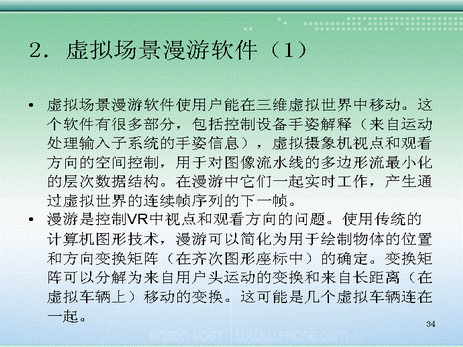 2．虚拟场景漫游软件（1）
• 虚拟场景漫游软件使用户能在三维虚拟世界中移动。这
个软件有很多部分，包括控制设备手姿解释（来自运动
处理输入子系统的手姿信息），虚拟摄象机视点和观看
方向的空间控制，用于对图像流水线的多边形流最小化
的层次数据结构。在漫游中它们一起实时工作，产生通
过虚拟世界的连续帧序列的下一帧。
• 漫游是控制VR中视点和观看方向的问题。使用传统的
计算机图形技术，漫游可以简化为用于绘制物体的位置
和方向变换矩阵（在齐次图形座标中）的确定。变换矩
阵可以分解为来自用户头运动的变换和来自长距离（在
虚拟车辆上）移动的变换。这可能是几个虚拟车辆连在
一起。
34